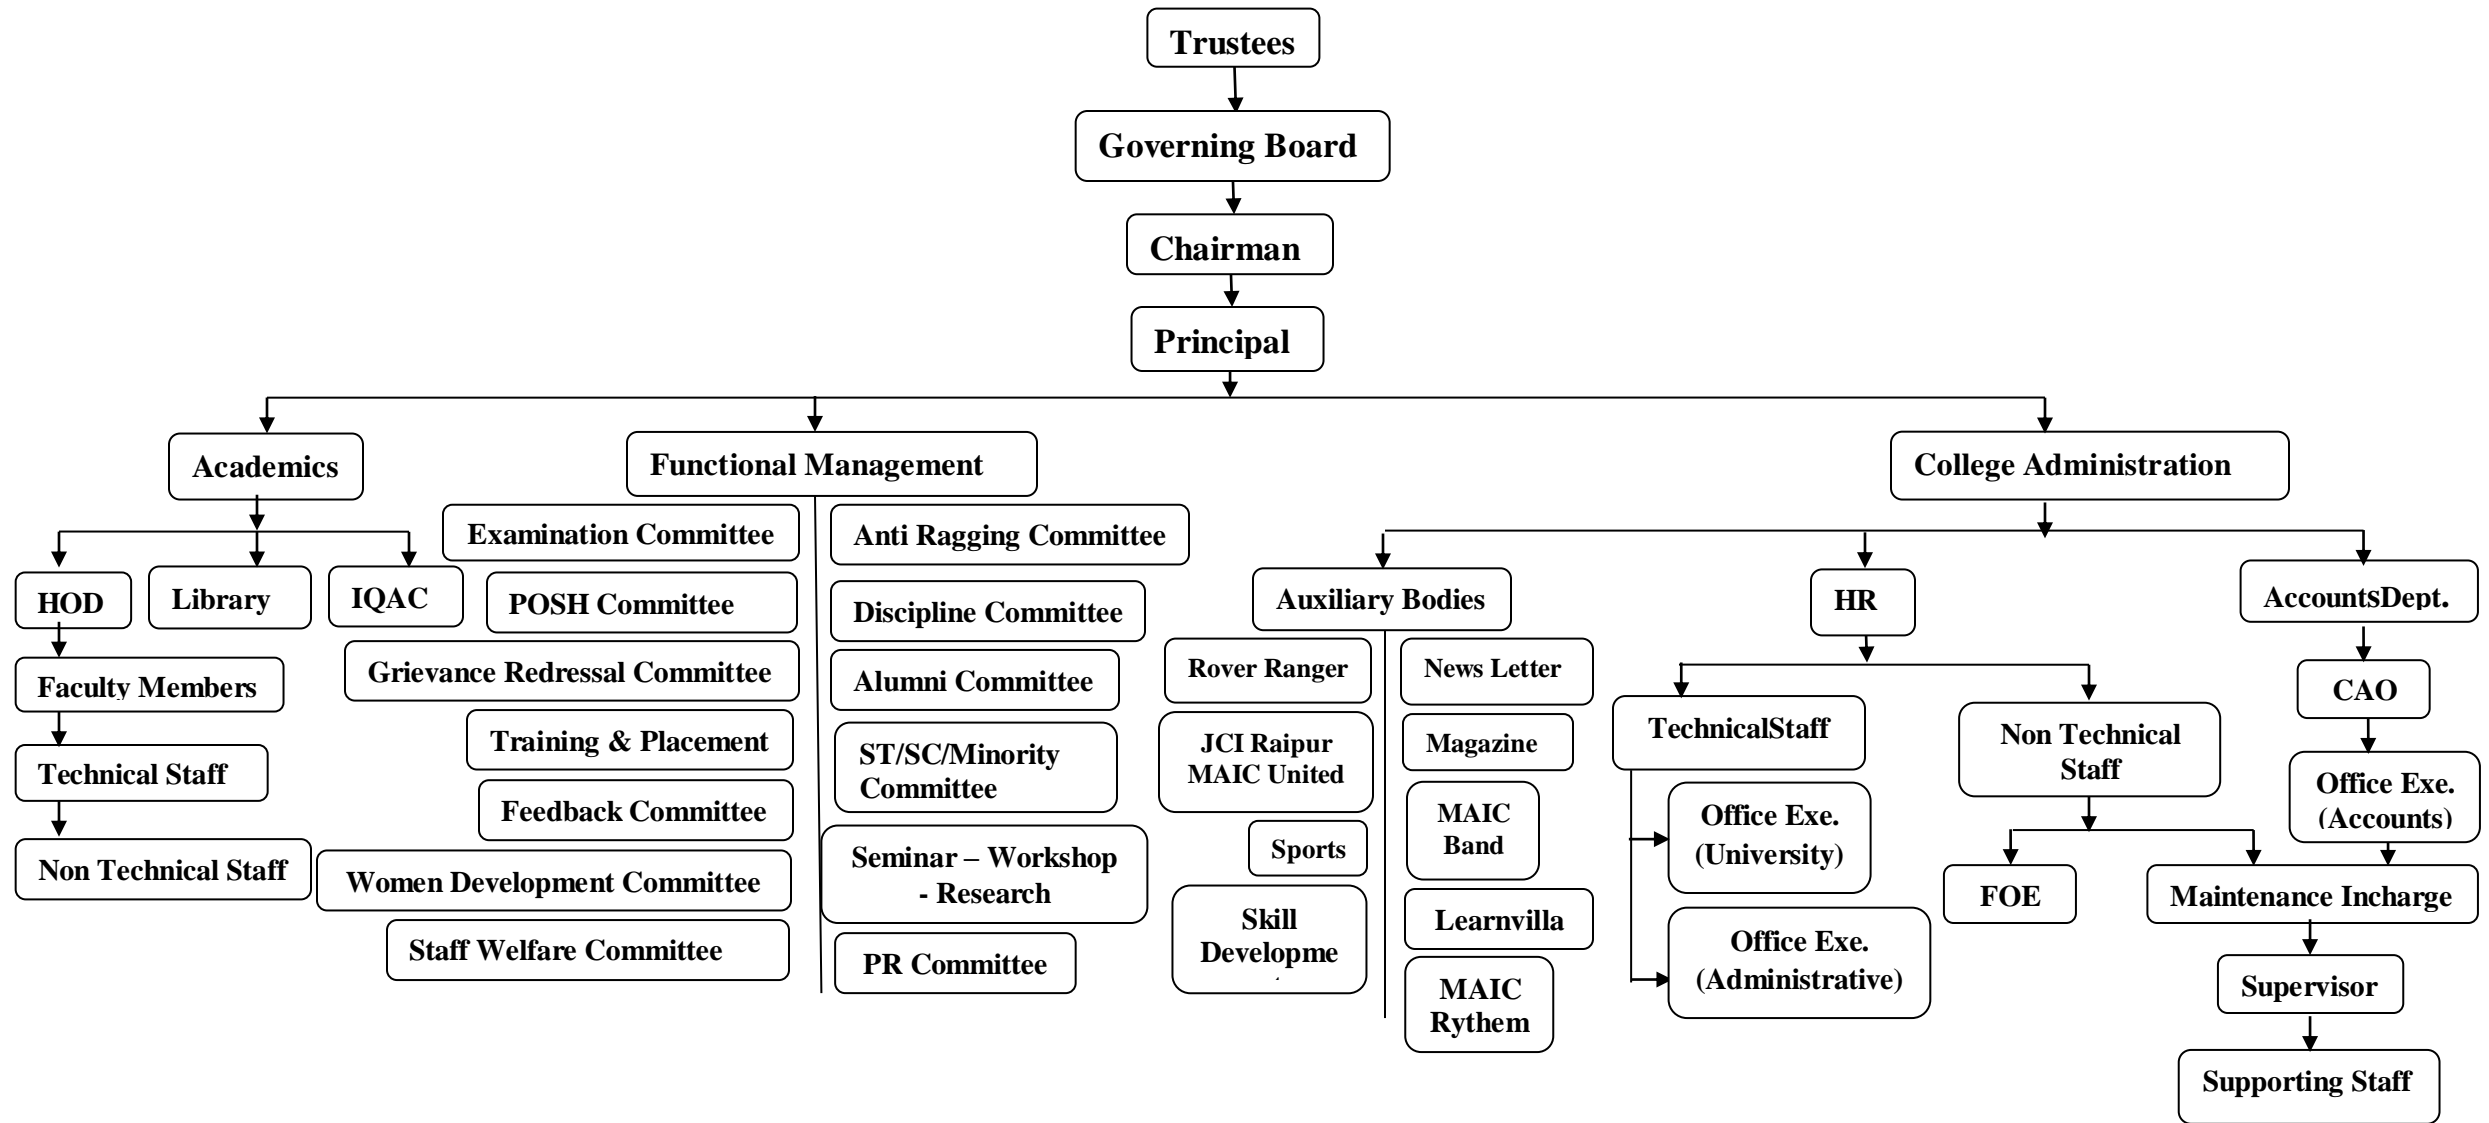 Trustees
Governing Board
Chairman
Principal
Academics
Functional Management
College Administration
HOD
Library
IQAC
Faculty Members
Technical Staff
Non Technical Staff
Examination Committee
POSH Committee
Grievance Redressal Committee
Training & Placement
Feedback Committee
Women Development Committee
Staff Welfare Committee
Anti Ragging Committee
Discipline Committee
Alumni Committee
ST/SC/Minority
Committee
Seminar – Workshop
- Research
PR Committee
Auxiliary Bodies
Rover Ranger
JCI Raipur
MAIC United
Sports
Skill
Developme
News Letter
Magazine
MAIC
Band
Learnvilla
MAIC
Rythem
HR
TechnicalStaff
Office Exe.
(University)
Office Exe.
(Administrative)
Non Technical
Staff
FOE
AccountsDept.
CAO
Office Exe.
(Accounts)
Maintenance Incharge
Supervisor
Supporting Staff